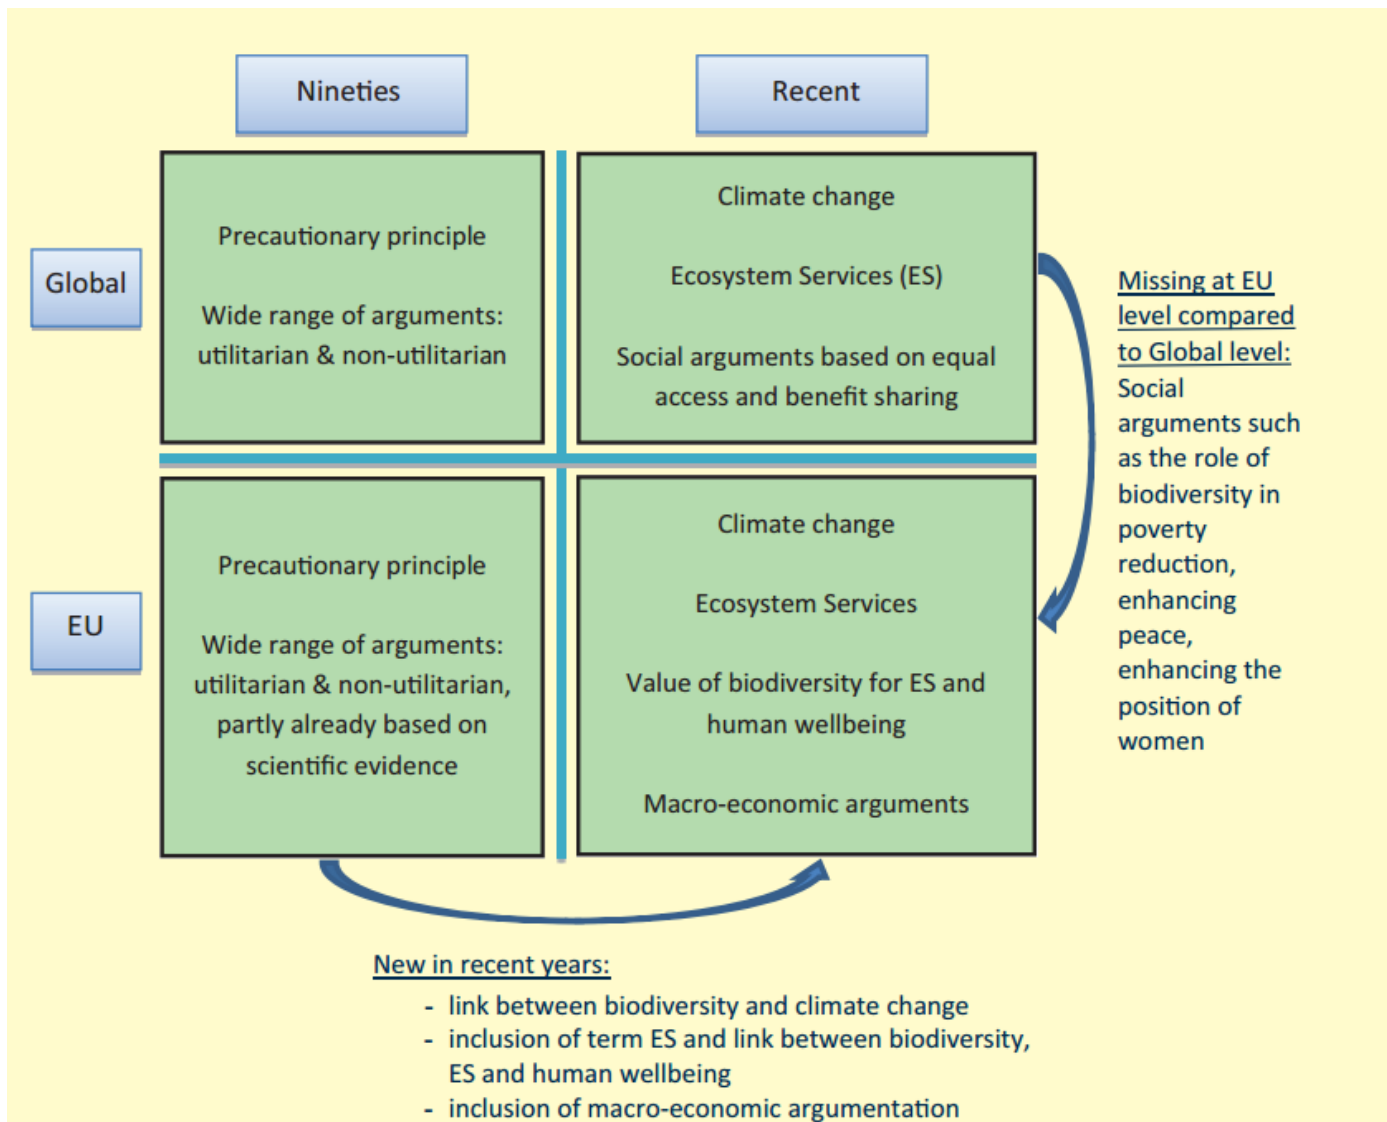 Nineties
Recent
Global
Precautionary principle
Wide range of arguments:
utilitarian & non-utilitarian
Climate change
Ecosystem Services (ES)
Social arguments based on equal
access and benefit sharing
EU
Precautionary principle
Wide range of arguments:
utilitarian & non-utilitarian,
partly already based on
scientific evidence
Climate change
Ecosystem Services
Value of biodiversity for ES and
human wellbeing
Macro-economic arguments
Missing at EU
level compared
to Global level:
Social
arguments such
as the role of
biodiversity in
poverty
reduction,
enhancing
peace,
enhancing the
position of
women
New in recent years:
- link between biodiversity and climate change
- inclusion of term ES and link between biodiversity,
ES and human wellbeing
- inclusion of macro-economic argumentation